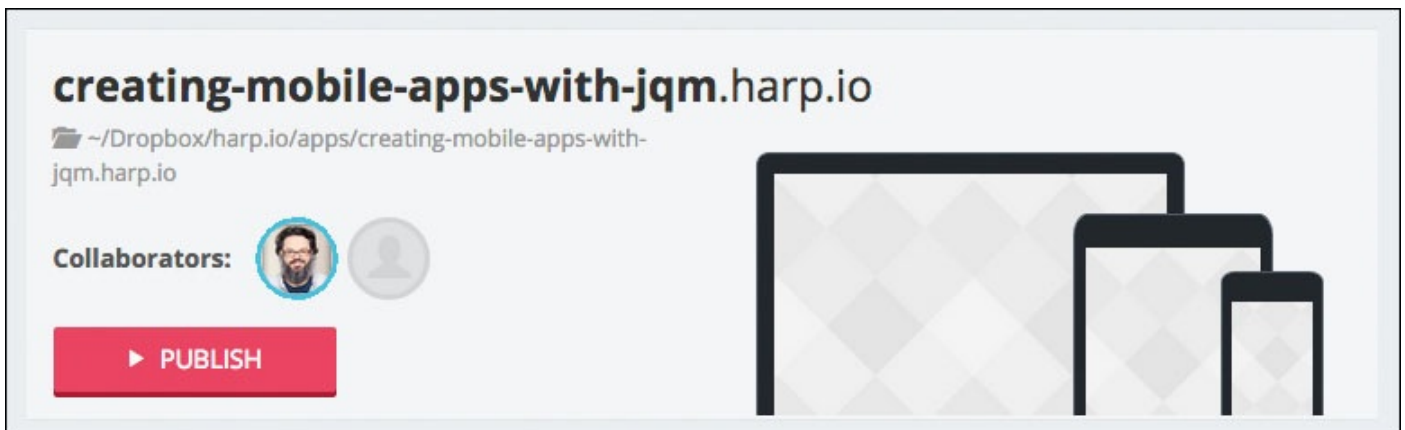 creating-mobile-apps-with-jqm.harp.io
~/Dropbox/harp.io/apps/creating-mobile-apps-with-
jqm.harp.io
Collaborators:
PUBLISH